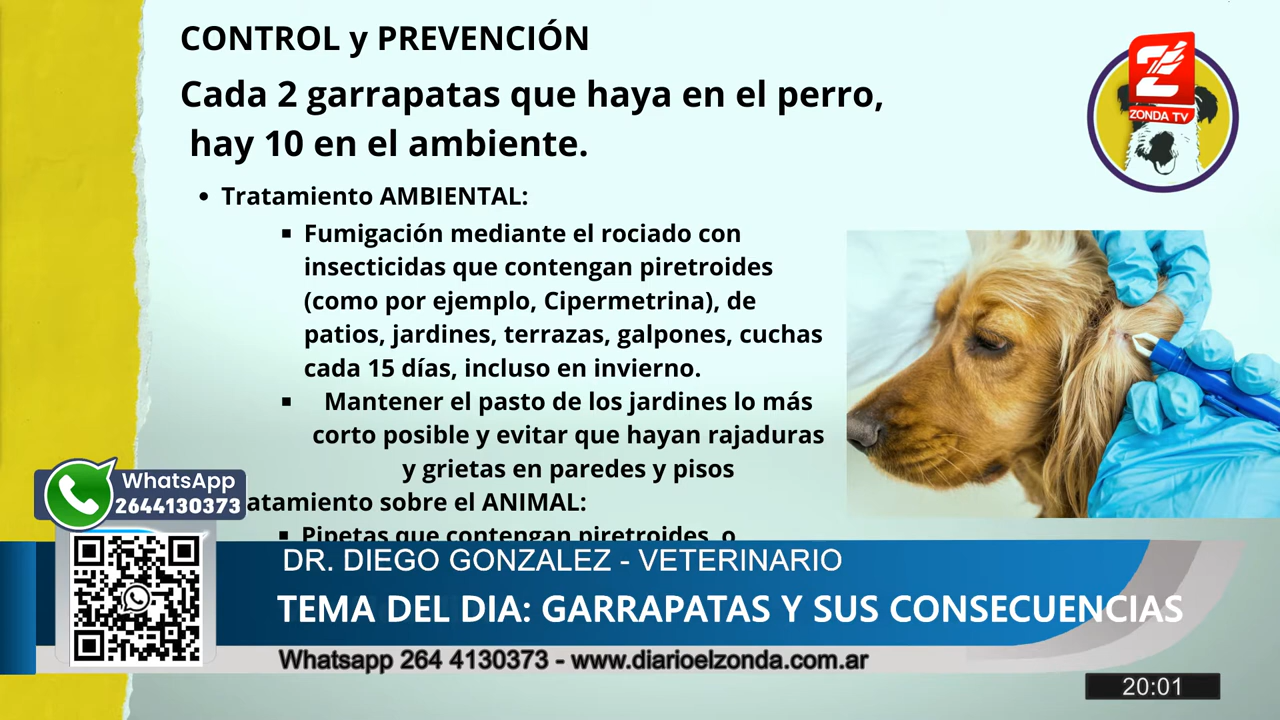 CONTROL y PREVENCIÓN
Cada 2 garrapatas que haya en el perro,
hay 10 en el ambiente.
ZONDA TV
• Tratamiento AMBIENTAL:
▪ Fumigación mediante el rociado con
insecticidas que contengan piretroides
(como por ejemplo, Cipermetrina), de
patios, jardines, terrazas, galpones, cuchas
cada 15 días, incluso en invierno.
▪ Mantener el pasto de los jardines lo más
corto posible y evitar que hayan rajaduras
y grietas en paredes y pisos
WhatsApp
2644130373
atamiento sobre el ANIMAL:
▪ Pipetas que contengan piretroides, o
DR. DIEGO GONZALEZ - VETERINARIO
TEMA DEL DIA: GARRAPATAS Y SUS CONSECUENCIAS
Whatsapp 264 4130373 - www.diarioelzonda.com.ar
20:01